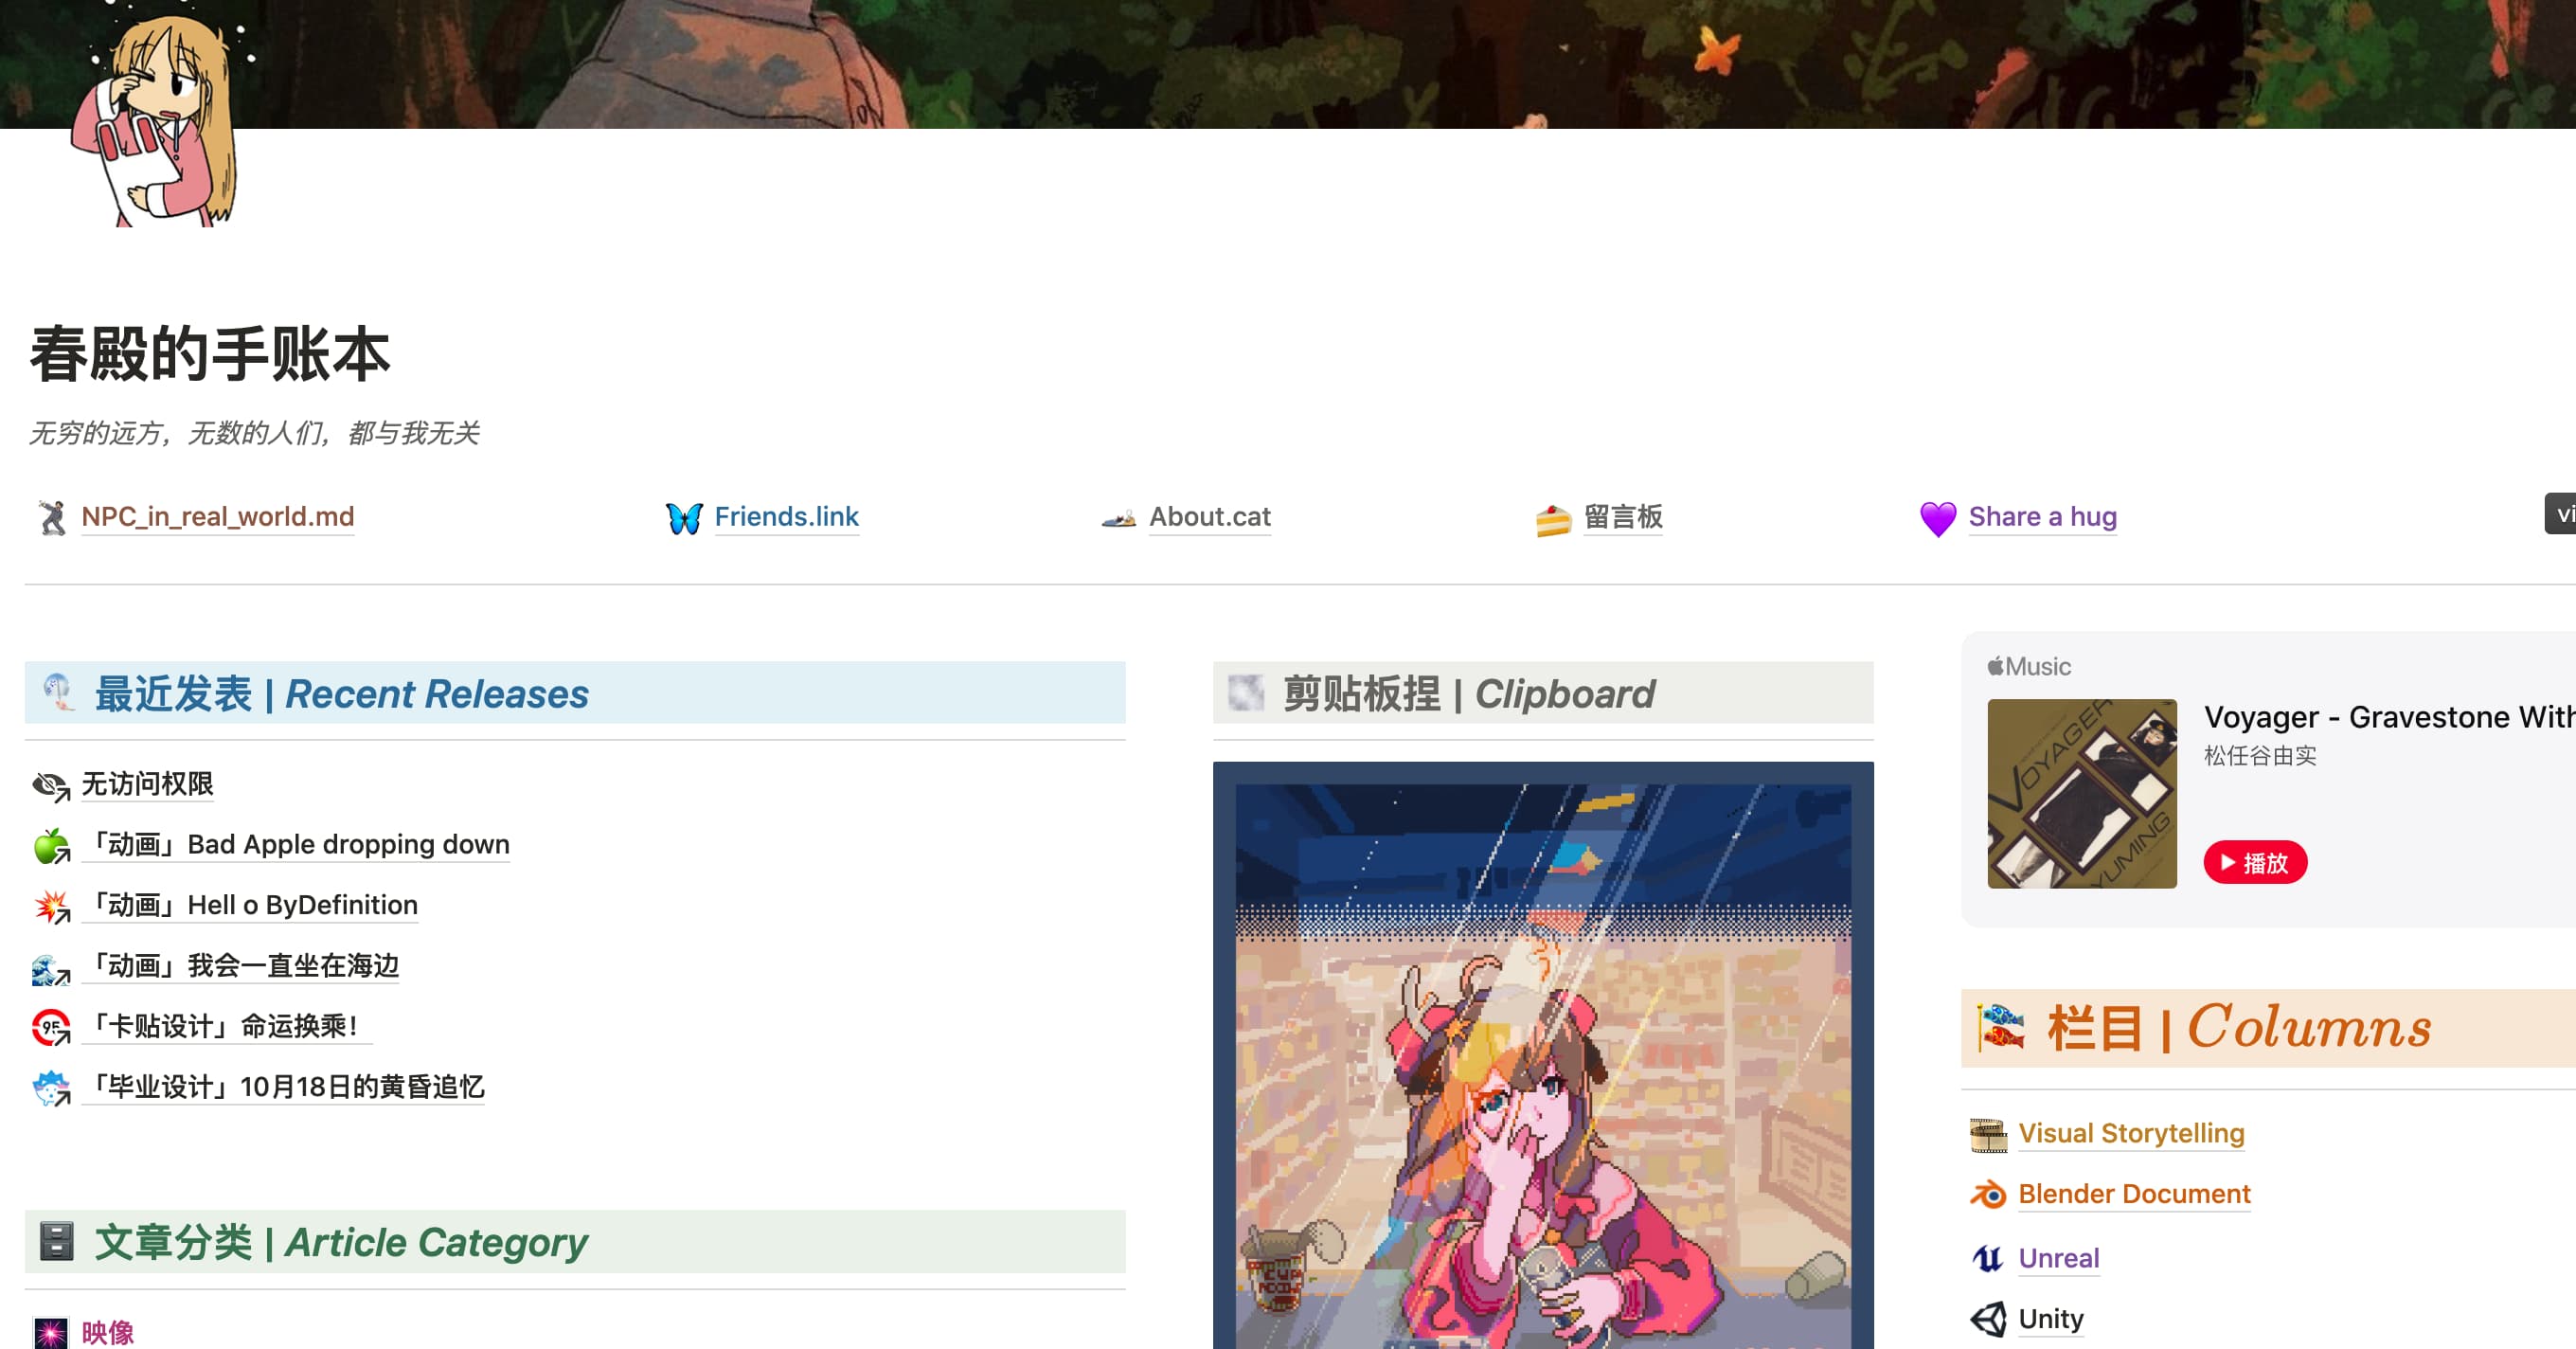 春殿的手账本
无穷的远方，无数的人们，都与我无关
NPC_in_real_world.md
Friends.link
About.cat
留言板
Share a hug
最近发表 | Recent Releases
无访问权限
「动画」Bad Apple dropping down
「动画」Hell o ByDefinition
「动画」我会一直坐在海边
「卡贴设计」命运换乘！
「毕业设计」10月18日的黄昏追忆
文章分类 | Article Category
映像
剪贴板捏 | Clipboard
Music
VOYAGER
YUMING
Voyager - Gravestone With
松任谷由实
播放
栏目 | Columns
Visual Storytelling
Blender Document
Unreal
Unity